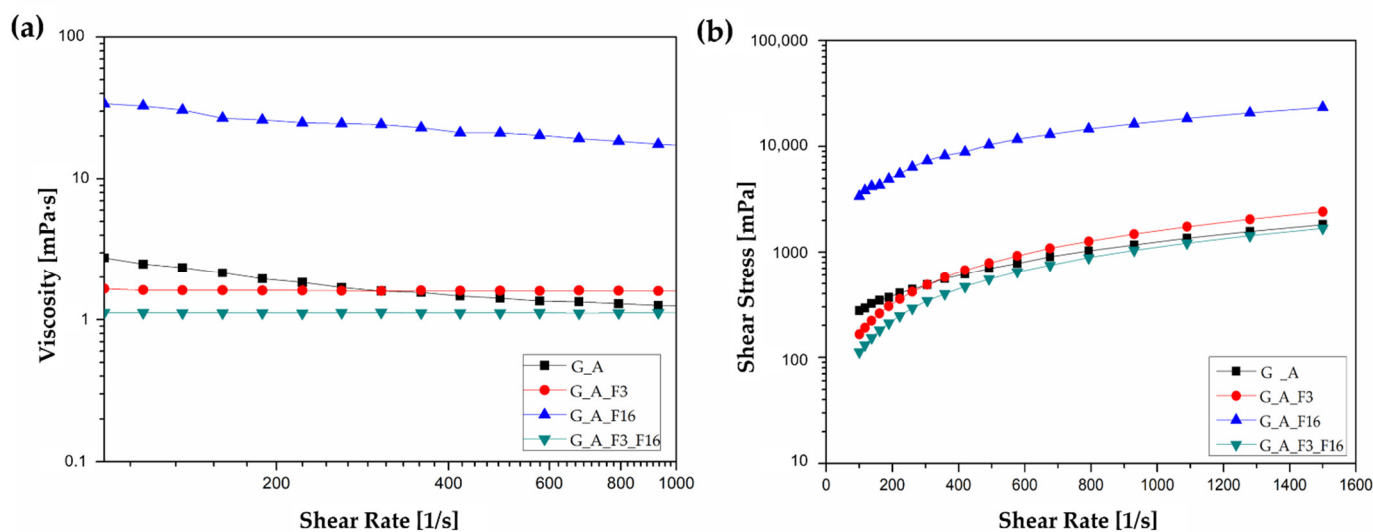 (a)
100
10
1
0.1
Viscosity [mPa·s]
200
400
600
800
1000
Shear Rate [1/s]
G_A
G_A_F3
G_A_F16
G_A_F3_F16
(b)
100,000
10,000
1000
100
10
Shear Stress [mPa]
0
200
400
600
800
1000
1200
1400
1600
Shear Rate [1/s]
G _A
G_A_F3
G_A_F16
G_A_F3_F16